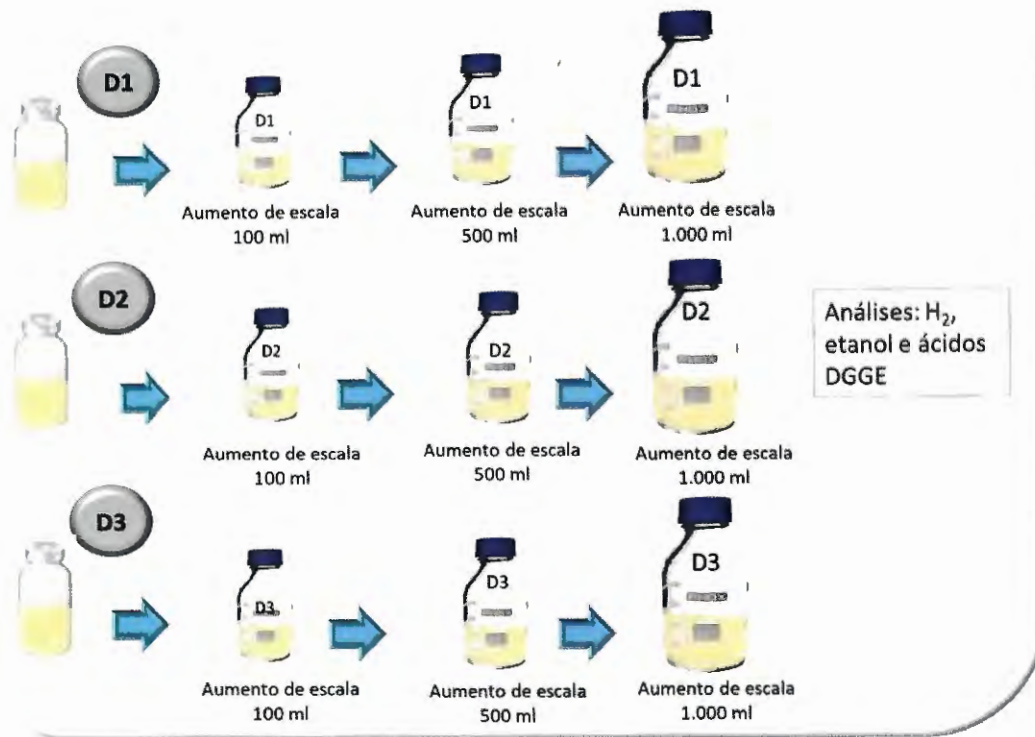 D1
D1
D1
D1
Aumento de escala
100 ml
Aumento de escala
500 ml
Aumento de escala
1.000 ml
D2
D2
D2
D2
Aumento de escala
100 ml
Aumento de escala
500 ml
Aumento de escala
1.000 ml
Análises: H₂,
etanol e ácidos
DGGE
D3
D3
D3
D3
Aumento de escala
100 ml
Aumento de escala
500 ml
Aumento de escala
1.000 ml